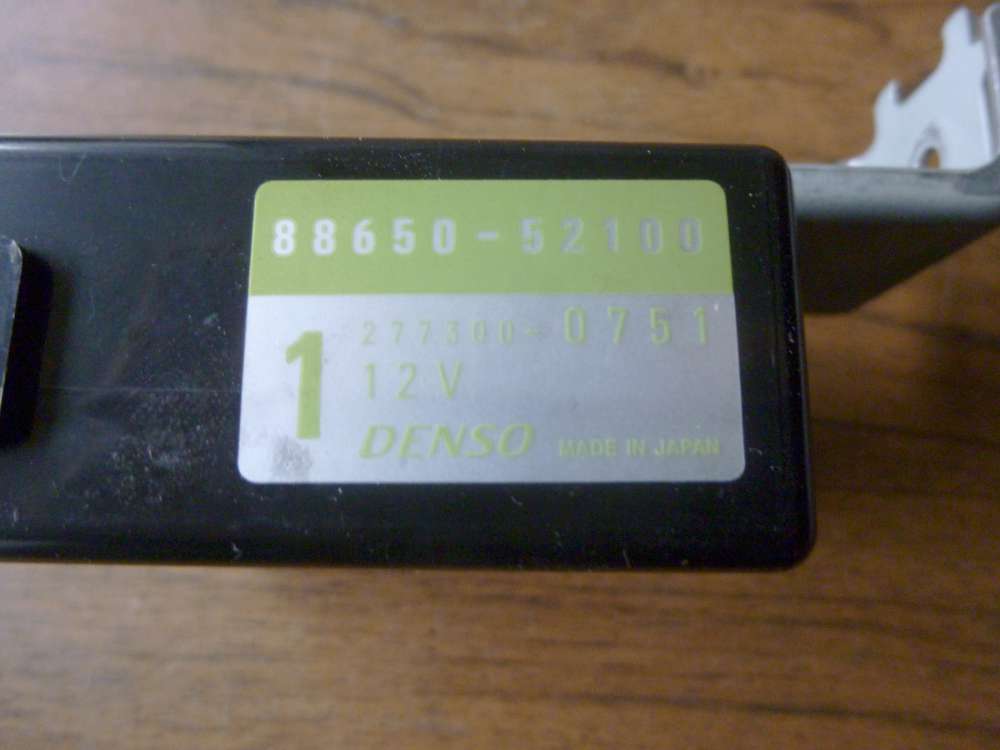 88650-52100
1 277300-0751
12V
DENSO MADE IN JAPAN